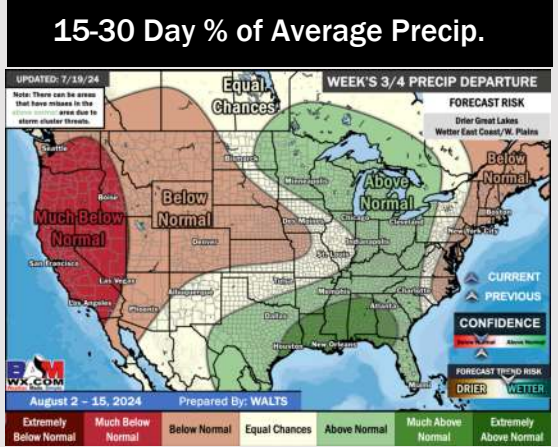 15-30 Day % of Average Precip.
UPDATED: 7/19/24
Note: There can be areas
that have misses in the
above normal area due to
storm cluster threats.
Equal
Chances
WEEK'S 3/4 PRECIP DEPARTURE
FORECAST RISK
Drier Great Lakes
Wetter East Coast/W. Plains
Seattle
Bismarck
Below
Normal
Minneapolis
Boise
Below
Normal
Above
Normal
Boston
Much Below
Normal
Des Moines
Chicago
Cleveland
New York City
Denver
Indianapolis
San Francisco
St. Louis
Las Vegas
Tulsa
CURRENT
Albuquerque
Memphis
Charlotte
PREVIOUS
Los Angeles
Phoenix
Dallas
Atlanta
CONFIDENCE
Below Normal
Above Normal
Houston
New Orleans
BAM
WX.COM
Miami
FORECAST TREND RISK
DRIER
WETTER
August 2 – 15, 2024
Prepared By: WALTS
Extremely
Below Normal
Much Below
Normal
Below Normal
Equal Chances
Above Normal
Much Above
Normal
Extremely
Above Normal